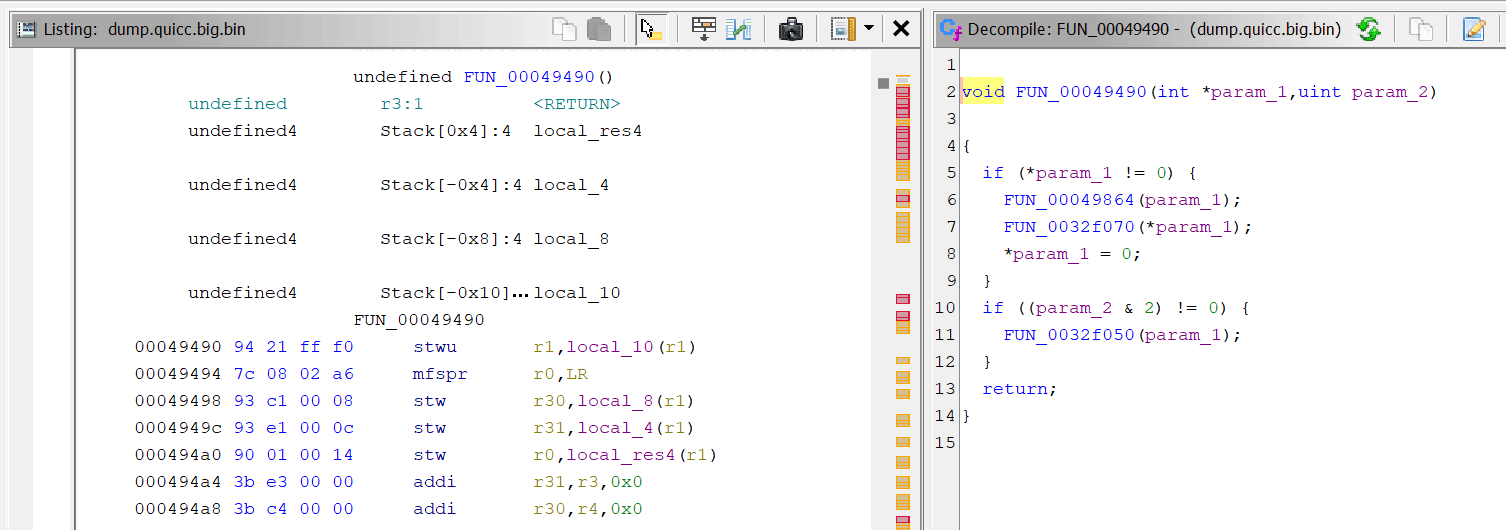 Listing: dump.quicc.big.bin
undefined FUN_00049490()
undefined r3:1 <RETURN>
undefined4 Stack[0x4]:4 local_res4
undefined4 Stack[-0x4]:4 local_4
undefined4 Stack[-0x8]:4 local_8
undefined4 Stack[-0x10]... local_10
FUN_00049490
00049490 94 21 ff f0 stwu r1,local_10(r1)
00049494 7c 08 02 a6 mfspr r0,LR
00049498 93 c1 00 08 stw r30,local_8(r1)
0004949c 93 e1 00 0c stw r31,local_4(r1)
000494a0 90 01 00 14 stw r0,local_res4(r1)
000494a4 3b e3 00 00 addi r31,r3,0x0
000494a8 3b c4 00 00 addi r30,r4,0x0
Decompile: FUN_00049490 - (dump.quicc.big.bin)
1
2 void FUN_00049490(int *param_1,uint param_2)
3
4 {
5 if (*param_1 != 0) {
6 FUN_00049864(param_1);
7 FUN_0032f070(*param_1);
8 *param_1 = 0;
9 }
10 if ((param_2 & 2) != 0) {
11 FUN_0032f050(param_1);
12 }
13 return;
14 }
15